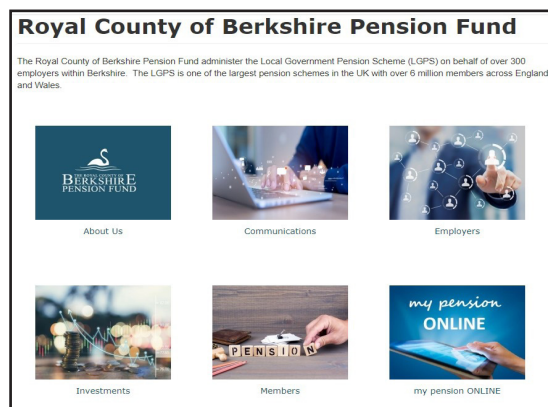 Royal County of Berkshire Pension Fund
The Royal County of Berkshire Pension Fund administer the Local Government Pension Scheme (LGPS) on behalf of over 300
employers within Berkshire. The LGPS is one of the largest pension schemes in the UK with over 6 million members across England
and Wales.
THE ROYAL COUNTY OF
BERKSHIRE
PENSION FUND
About Us
Communications
Employers
my pension
ONLINE
PENSION
Investments
Members
my pension ONLINE